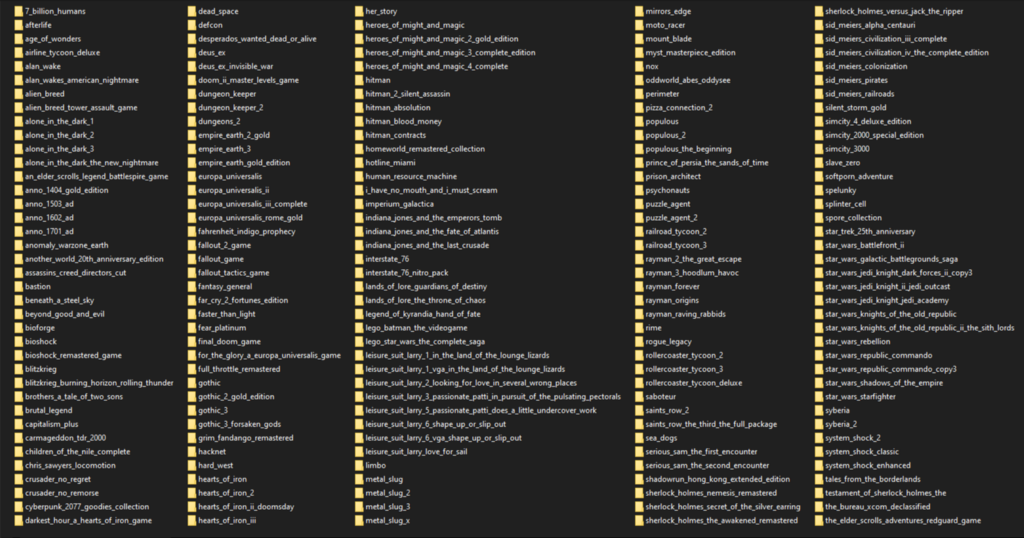 7_billion_humans
afterlife
age_of_wonders
airline_tycoon_deluxe
alan_wake
alan_wakes_american_nightmare
alien_breed
alien_breed_tower_assault_game
alone_in_the_dark_1
alone_in_the_dark_2
alone_in_the_dark_3
alone_in_the_dark_the_new_nightmare
an_elder_scrolls_legend_battlespire_game
anno_1404_gold_edition
anno_1503_ad
anno_1602_ad
anno_1701_ad
anomaly_warzone_earth
another_world_20th_anniversary_edition
assassins_creed_directors_cut
bastion
beneath_a_steel_sky
beyond_good_and_evil
bioforge
bioshock
bioshock_remastered_game
blitzkrieg
blitzkrieg_burning_horizon_rolling_thunder
brothers_a_tale_of_two_sons
brutal_legend
capitalism_plus
carmageddon_tdr_2000
children_of_the_nile_complete
chris_sawyers_locomotion
crusader_no_regret
crusader_no_remorse
cyberpunk_2077_goodies_collection
darkest_hour_a_hearts_of_iron_game
dead_space
defcon
desperados_wanted_dead_or_alive
deus_ex
deus_ex_invisible_war
doom_ii_master_levels_game
dungeon_keeper
dungeon_keeper_2
dungeons_2
empire_earth_2_gold
empire_earth_3
empire_earth_gold_edition
europa_universalis
europa_universalis_ii
europa_universalis_iii_complete
europa_universalis_rome_gold
fahrenheit_indigo_prophecy
fallout_2_game
fallout_game
fallout_tactics_game
fantasy_general
far_cry_2_fortunes_edition
faster_than_light
fear_platinum
final_doom_game
for_the_glory_a_europa_universalis_game
full_throttle_remastered
gothic
gothic_2_gold_edition
gothic_3
gothic_3_forsaken_gods
grim_fandango_remastered
hacknet
hard_west
hearts_of_iron
hearts_of_iron_2
hearts_of_iron_ii_doomsday
hearts_of_iron_iii
her_story
heroes_of_might_and_magic
heroes_of_might_and_magic_2_gold_edition
heroes_of_might_and_magic_3_complete_edition
heroes_of_might_and_magic_4_complete
hitman
hitman_2_silent_assassin
hitman_absolution
hitman_blood_money
hitman_contracts
homeworld_remastered_collection
hotline_miami
human_resource_machine
i_have_no_mouth_and_i_must_scream
imperium_galactica
indiana_jones_and_the_emperors_tomb
indiana_jones_and_the_fate_of_atlantis
indiana_jones_and_the_last_crusade
interstate_76
interstate_76_nitro_pack
lands_of_lore_guardians_of_destiny
lands_of_lore_the_throne_of_chaos
legend_of_kyrandia_hand_of_fate
lego_batman_the_videogame
lego_star_wars_the_complete_saga
leisure_suit_larry_1_in_the_land_of_the_lounge_lizards
leisure_suit_larry_1_vga_in_the_land_of_the_lounge_lizards
leisure_suit_larry_2_looking_for_love_in_several_wrong_places
leisure_suit_larry_3_passionate_patti_in_pursuit_of_the_pulsating_pectorals
leisure_suit_larry_5_passionate_patti_does_a_little_undercover_work
leisure_suit_larry_6_shape_up_or_slip_out
leisure_suit_larry_6_vga_shape_up_or_slip_out
leisure_suit_larry_love_for_sail
limbo
metal_slug
metal_slug_2
metal_slug_3
metal_slug_x
mirrors_edge
moto_racer
mount_blade
myst_masterpiece_edition
nox
oddworld_abes_oddysee
perimeter
pizza_connection_2
populous
populous_2
populous_the_beginning
prince_of_persia_the_sands_of_time
prison_architect
psychonauts
puzzle_agent
puzzle_agent_2
railroad_tycoon_2
railroad_tycoon_3
rayman_2_the_great_escape
rayman_3_hoodlum_havoc
rayman_forever
rayman_origins
rayman_raving_rabbids
rime
rogue_legacy
rollercoaster_tycoon_2
rollercoaster_tycoon_3
rollercoaster_tycoon_deluxe
saboteur
saints_row_2
saints_row_the_third_the_full_package
sea_dogs
serious_sam_the_first_encounter
serious_sam_the_second_encounter
shadowrun_hong_kong_extended_edition
sherlock_holmes_nemesis_remastered
sherlock_holmes_secret_of_the_silver_earring
sherlock_holmes_the_awakened_remastered
sherlock_holmes_versus_jack_the_ripper
sid_meiers_alpha_centauri
sid_meiers_civilization_iii_complete
sid_meiers_civilization_iv_the_complete_edition
sid_meiers_colonization
sid_meiers_pirates
sid_meiers_railroads
silent_storm_gold
simcity_4_deluxe_edition
simcity_2000_special_edition
simcity_3000
slave_zero
softporn_adventure
spelunky
splinter_cell
spore_collection
star_trek_25th_anniversary
star_wars_battlefront_ii
star_wars_galactic_battlegrounds_saga
star_wars_jedi_knight_dark_forces_ii_copy3
star_wars_jedi_knight_ii_jedi_outcast
star_wars_jedi_knight_jedi_academy
star_wars_knights_of_the_old_republic
star_wars_knights_of_the_old_republic_ii_the_sith_lords
star_wars_rebellion
star_wars_republic_commando
star_wars_republic_commando_copy3
star_wars_shadows_of_the_empire
star_wars_starfighter
syberia
syberia_2
system_shock_2
system_shock_classic
system_shock_enhanced
tales_from_the_borderlands
testament_of_sherlock_holmes_the
the_bureau_xcom_declassified
the_elder_scrolls_adventures_redguard_game